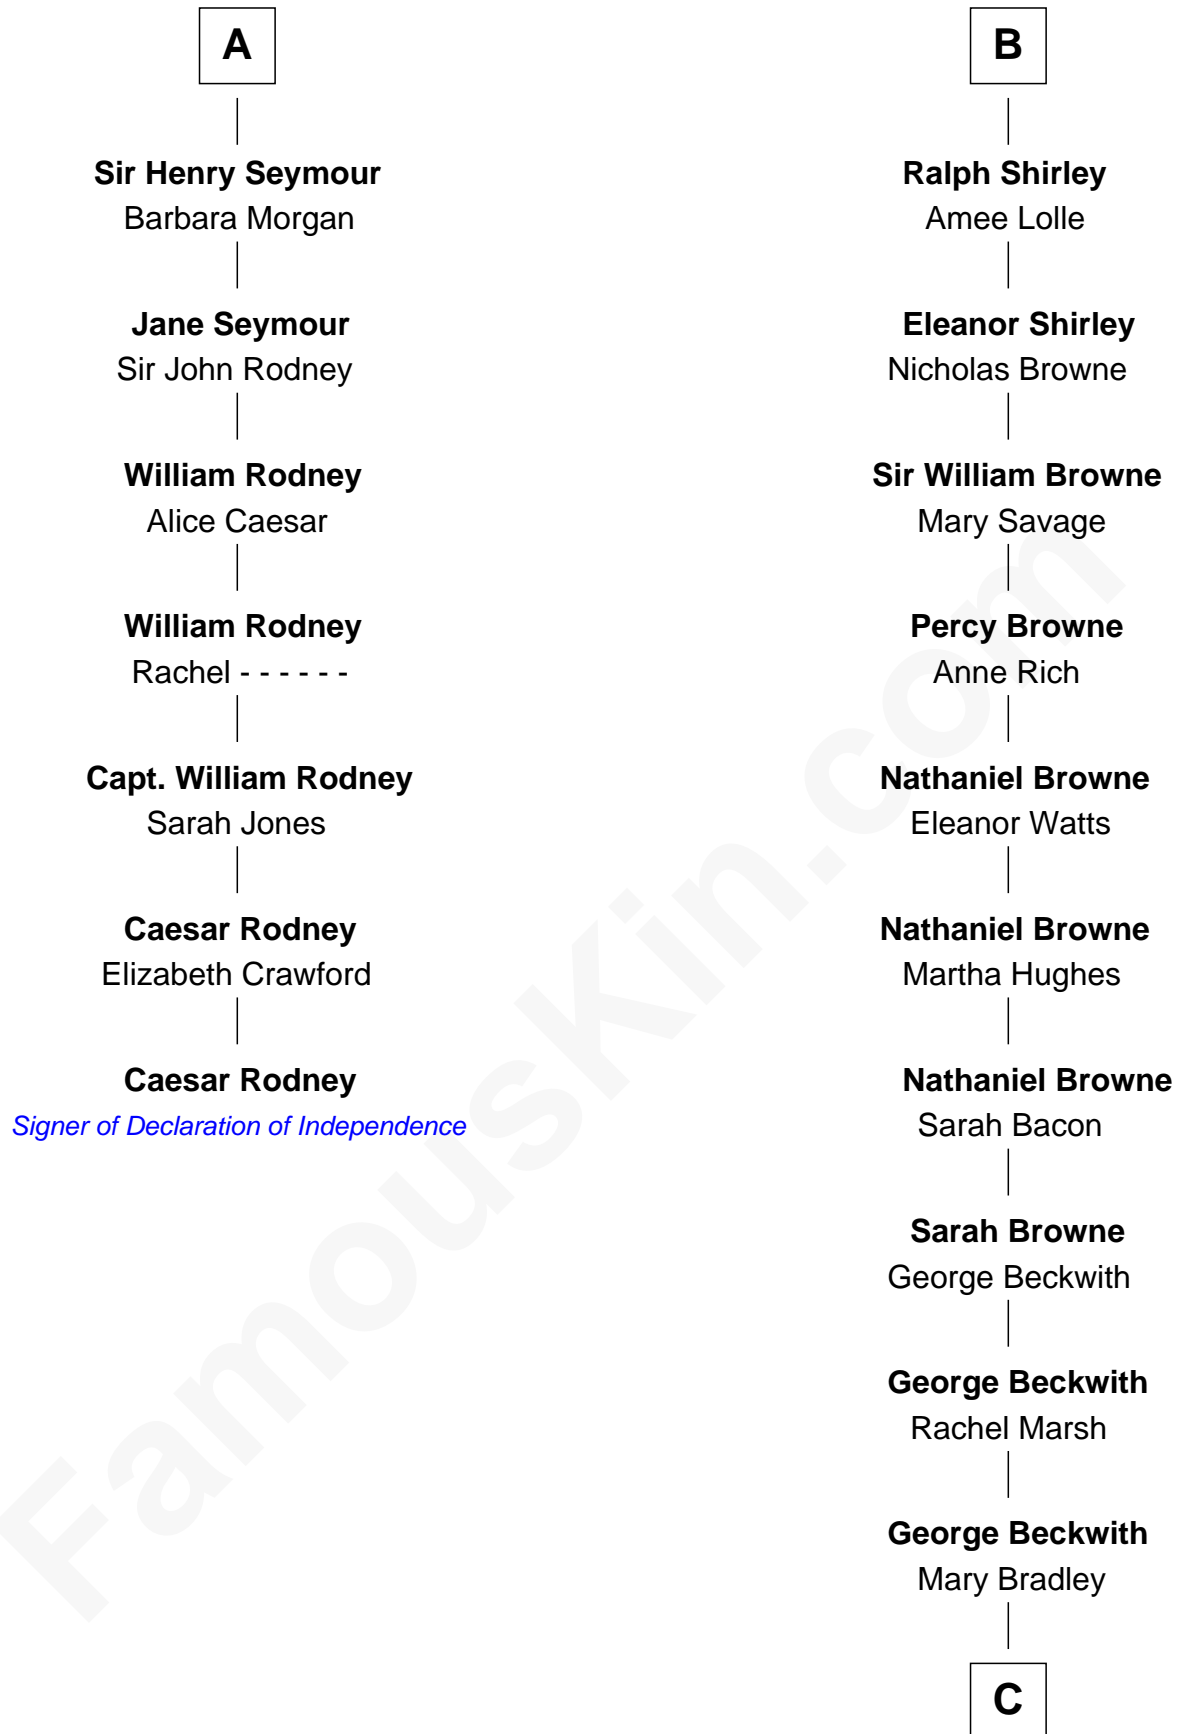 A
Sir Henry Seymour
Barbara Morgan
Jane Seymour
Sir John Rodney
William Rodney
Alice Caesar
William Rodney
Rachel - - - - - -
Capt. William Rodney
Sarah Jones
Caesar Rodney
Elizabeth Crawford
Caesar Rodney
Signer of Declaration of Independence
B
Ralph Shirley
Amee Lolle
Eleanor Shirley
Nicholas Browne
Sir William Browne
Mary Savage
Percy Browne
Anne Rich
Nathaniel Browne
Eleanor Watts
Nathaniel Browne
Martha Hughes
Nathaniel Browne
Sarah Bacon
Sarah Browne
George Beckwith
George Beckwith
Rachel Marsh
George Beckwith
Mary Bradley
C
FamousKin.com